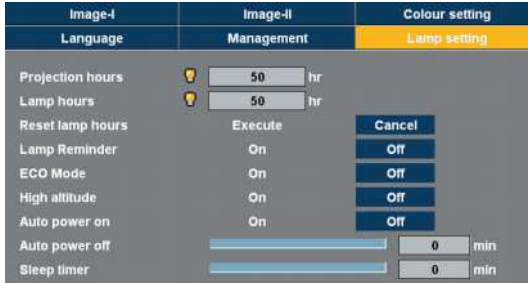 Image-I Image-II Colour setting
Language Management Lamp setting
Projection hours 50 hr
Lamp hours 50 hr
Reset lamp hours Execute Cancel
Lamp Reminder On Off
ECO Mode On Off
High altitude On Off
Auto power on On Off
Auto power off 0 min
Sleep timer 0 min